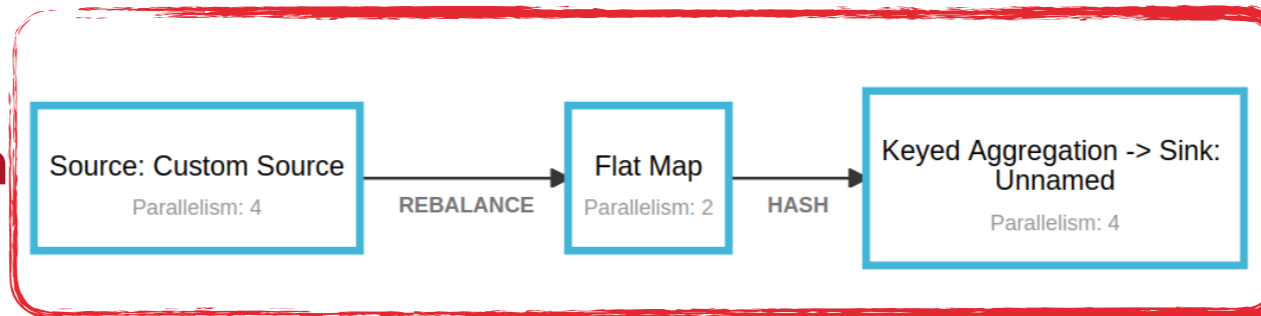 Source: Custom Source
Parallelism: 4
REBALANCE
Flat Map
Parallelism: 2
HASH
Keyed Aggregation -> Sink:
Unnamed
Parallelism: 4